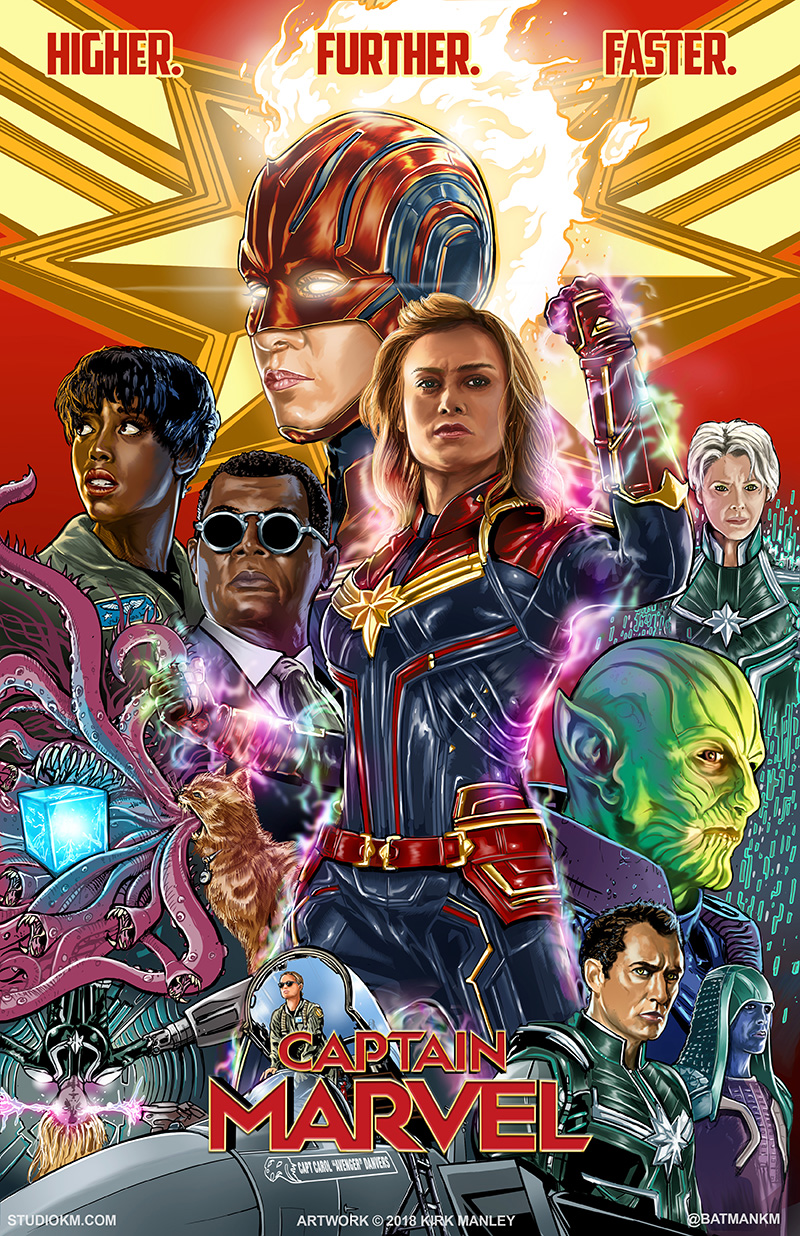 HIGHER. FURTHER. FASTER.
CAPTAIN
MARVEL
CAPT CAROL "AVENGER" DANVERS
STUDIOKM.COM ARTWORK © 2018 KIRK MANLEY @BATMANKM